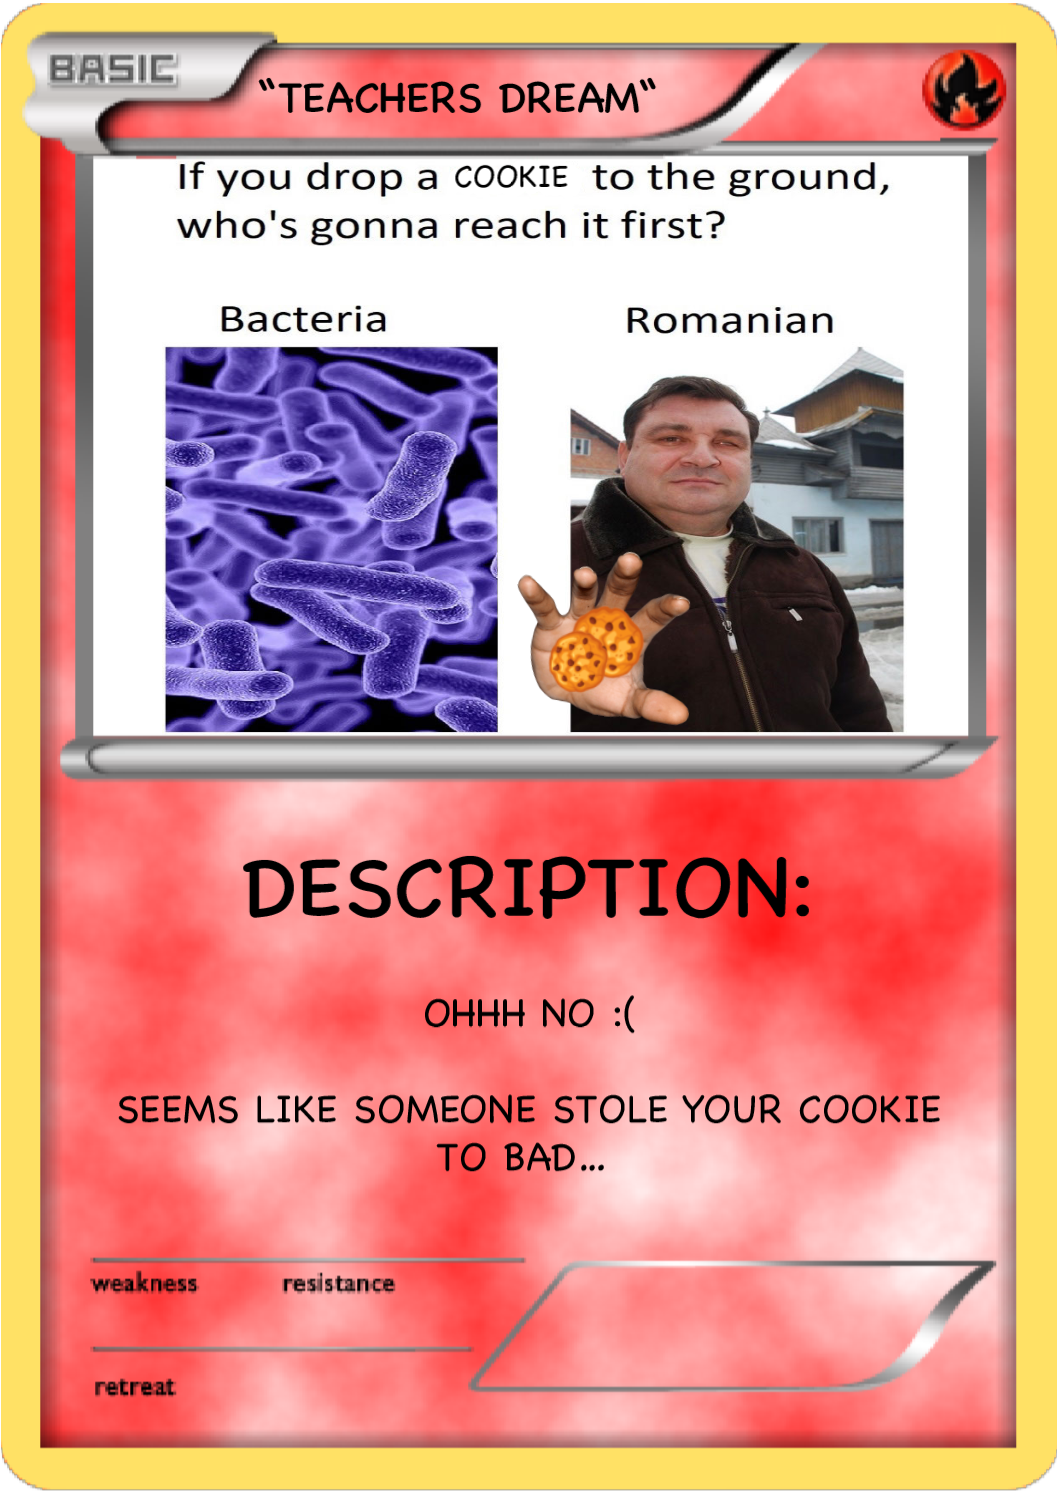 BASIC
“TEACHERS DREAM“
If you drop a COOKIE to the ground,
who's gonna reach it first?
Bacteria
Romanian
DESCRIPTION:
OHHH NO :(
SEEMS LIKE SOMEONE STOLE YOUR COOKIE
TO BAD...
weakness resistance
retreat